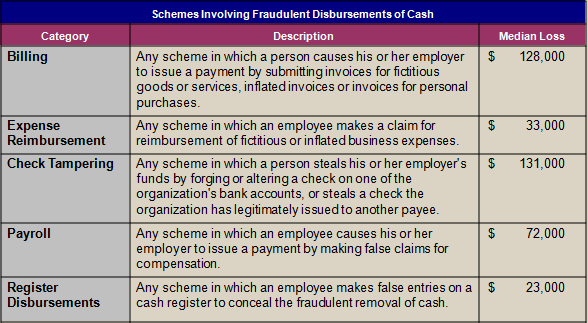 Schemes Involving Fraudulent Disbursements of Cash
Category Description Median Loss
Billing Any scheme in which a person causes his or her employer $ 128,000
to issue a payment by submitting invoices for fictitious
goods or services, inflated invoices or invoices for personal
purchases.
Expense Any scheme in which an employee makes a claim for $ 33,000
Reimbursement reimbursement of fictitious or inflated business expenses.
Check Tampering Any scheme in which a person steals his or her employer's $ 131,000
funds by forging or altering a check on one of the
organization's bank accounts, or steals a check the
organization has legitimately issued to another payee.
Payroll Any scheme in which an employee causes his or her $ 72,000
employer to issue a payment by making false claims for
compensation.
Register Any scheme in which an employee makes false entries on a $ 23,000
Disbursements cash register to conceal the fraudulent removal of cash.